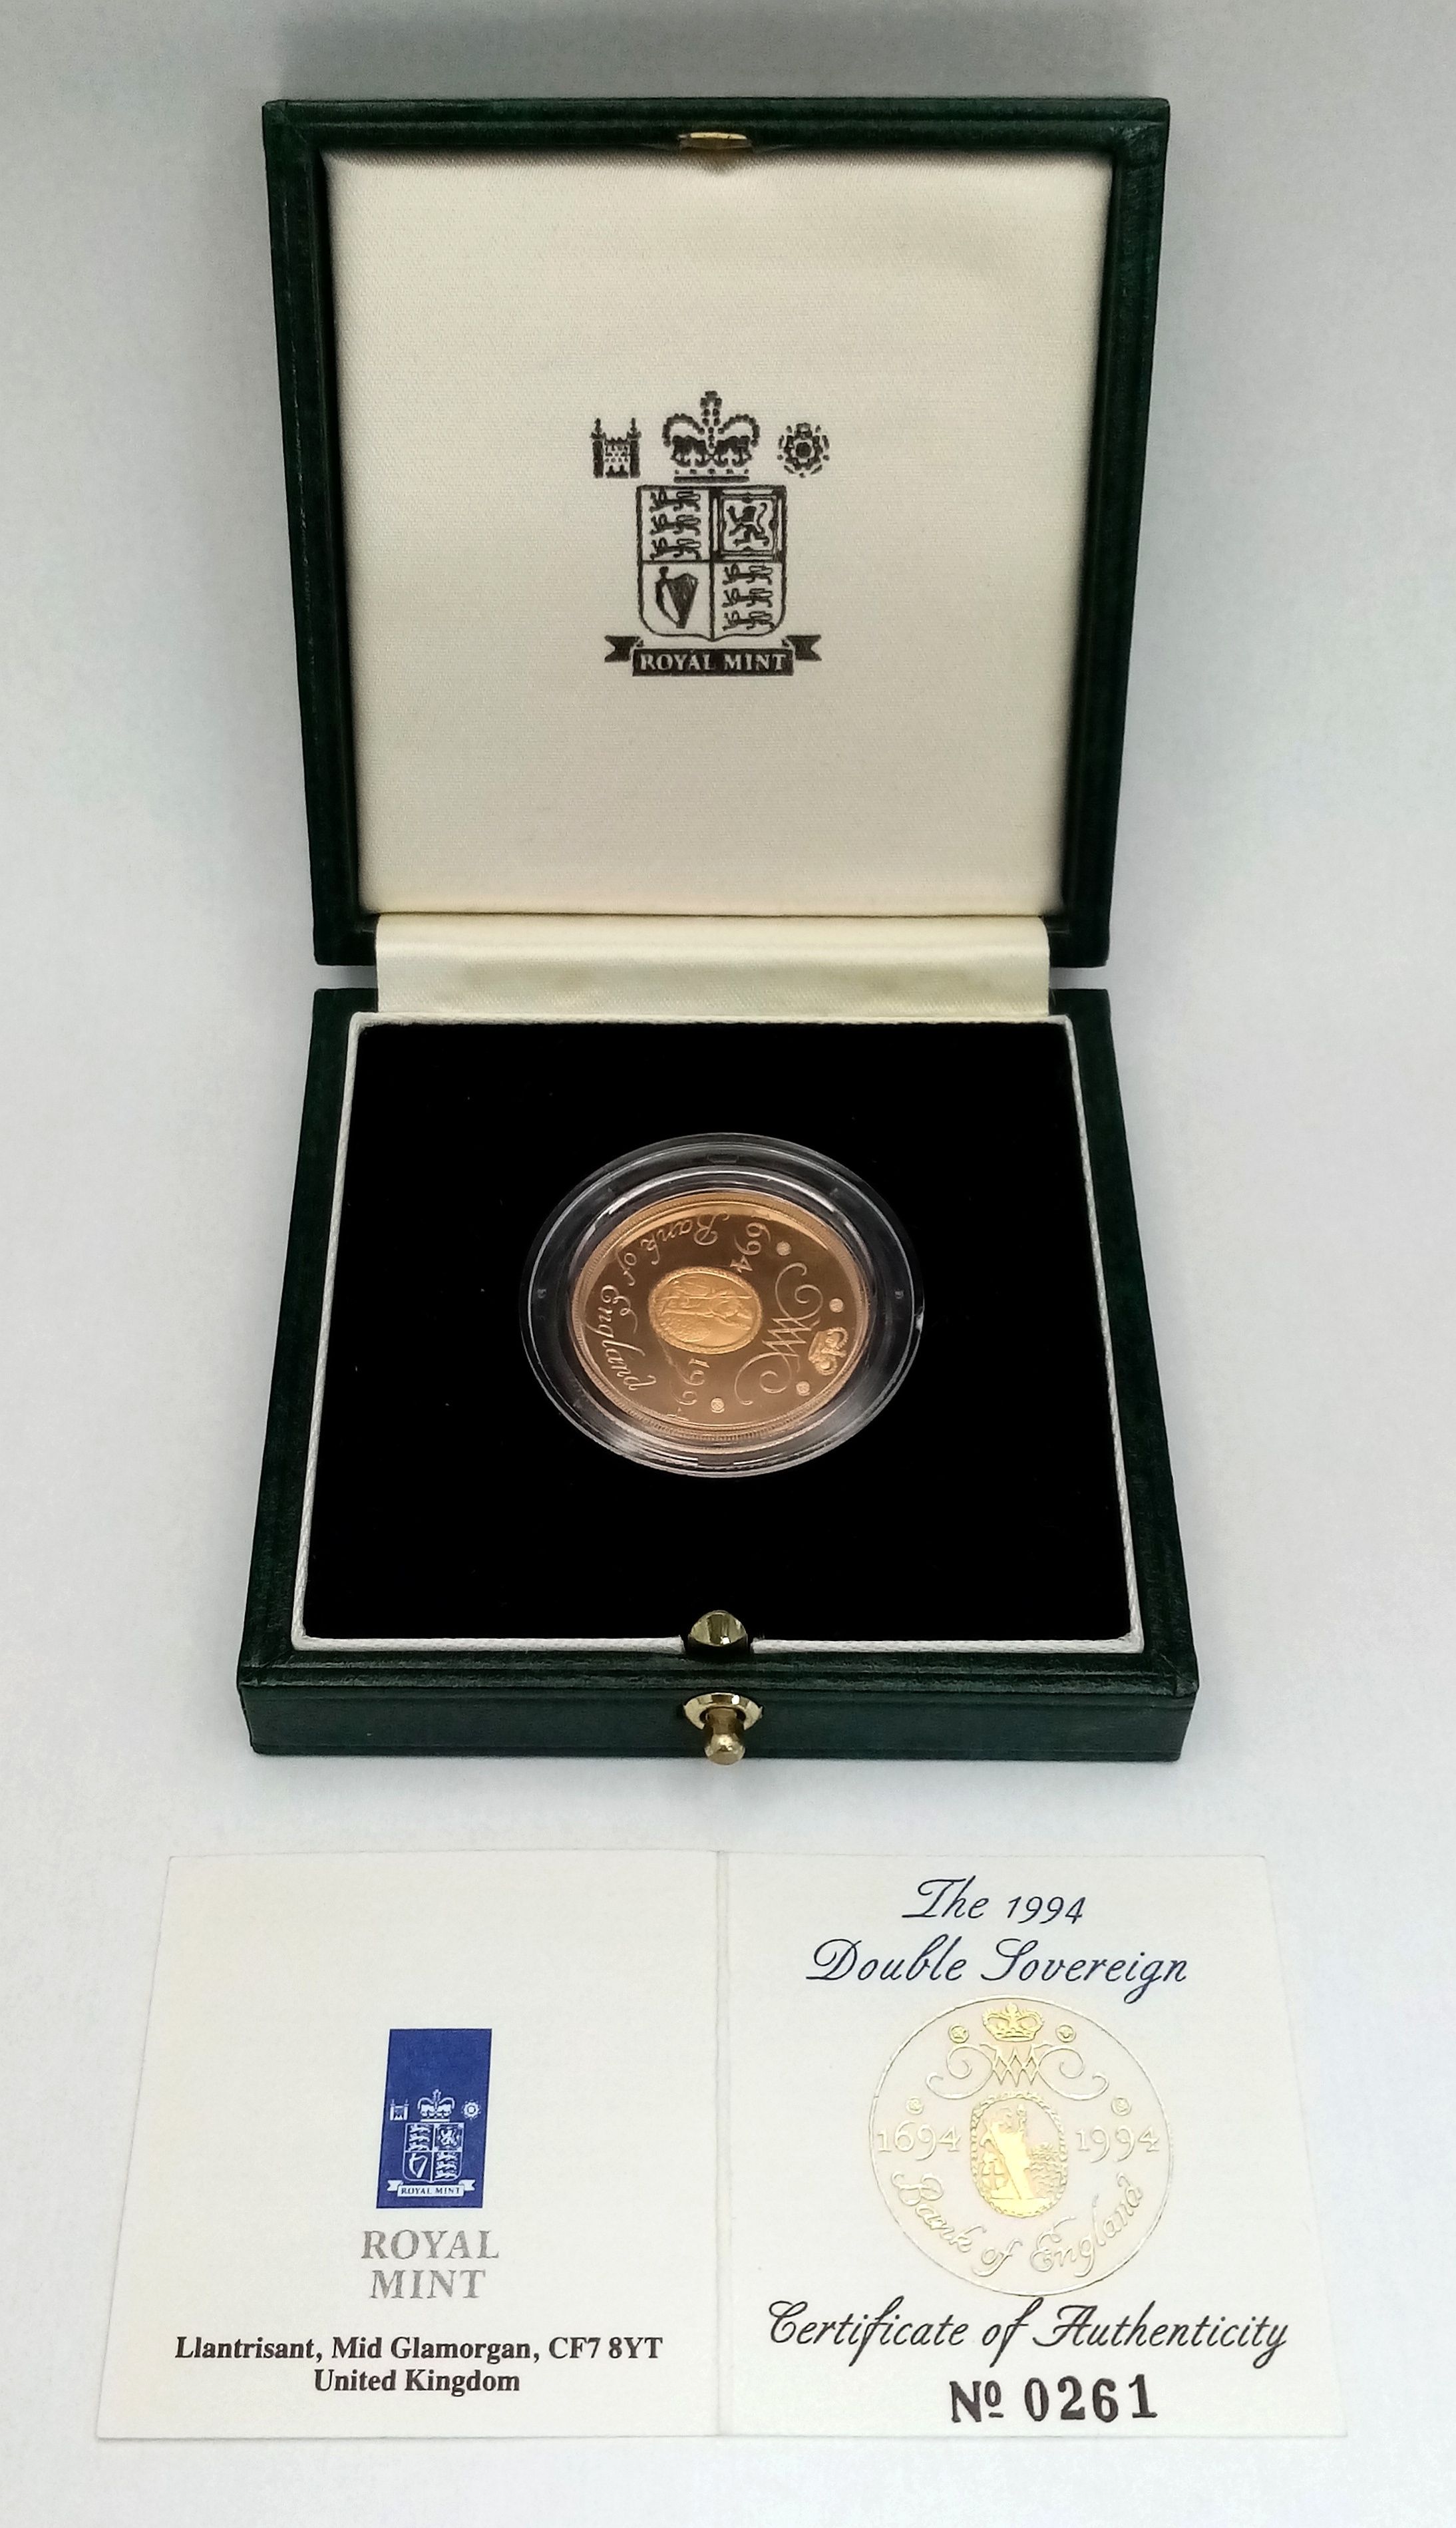 ROYAL MINT
1694
Bank of England
The 1994
Double Sovereign
1694 1994
Bank of England
ROYAL MINT
ROYAL
MINT
Llantrisant, Mid Glamorgan, CF7 8YT
United Kingdom
Certificate of Authenticity
Nº 0261